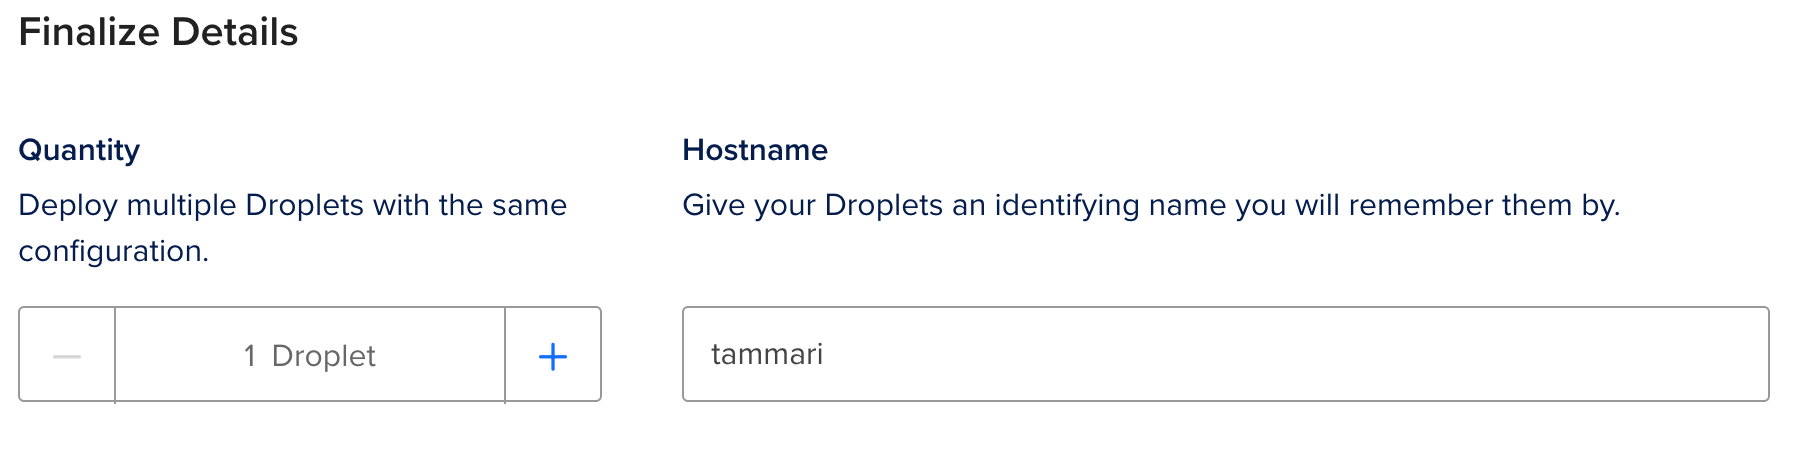 Finalize Details
Quantity
Deploy multiple Droplets with the same
configuration.
1 Droplet
Hostname
Give your Droplets an identifying name you will remember them by.
tammari